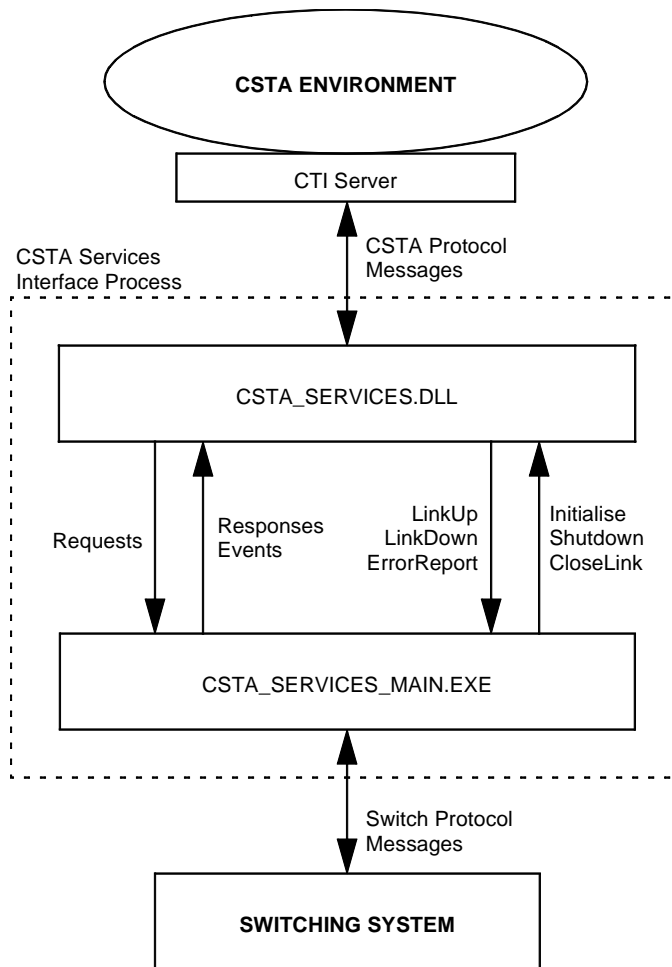 CSTA ENVIRONMENT
CTI Server
CSTA Services
Interface Process
CSTA Protocol
Messages
CSTA_SERVICES.DLL
Requests
Responses
Events
LinkUp
LinkDown
ErrorReport
Initialise
Shutdown
CloseLink
CSTA_SERVICES_MAIN.EXE
Switch Protocol
Messages
SWITCHING SYSTEM